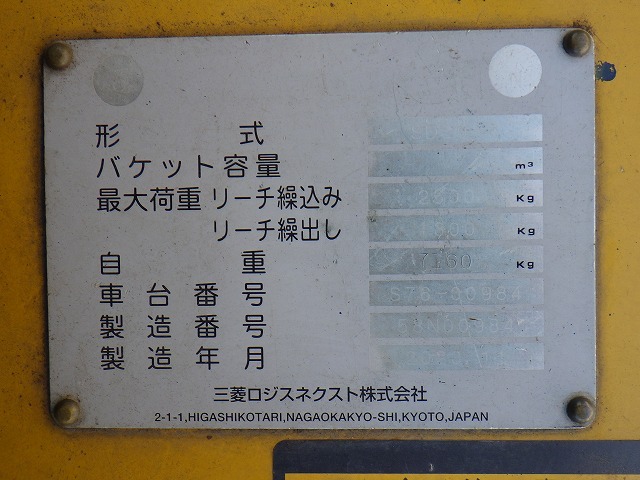 形 式
バケット容量 m³
最大荷重 リーチ繰込み Kg
リーチ繰出し Kg
自 重 7160 Kg
車台番号 S76-00984
製造番号
製造年月
三菱ロジスネクスト株式会社
2-1-1,HIGASHIKOTARI,NAGAOKAKYO-SHI,KYOTO,JAPAN